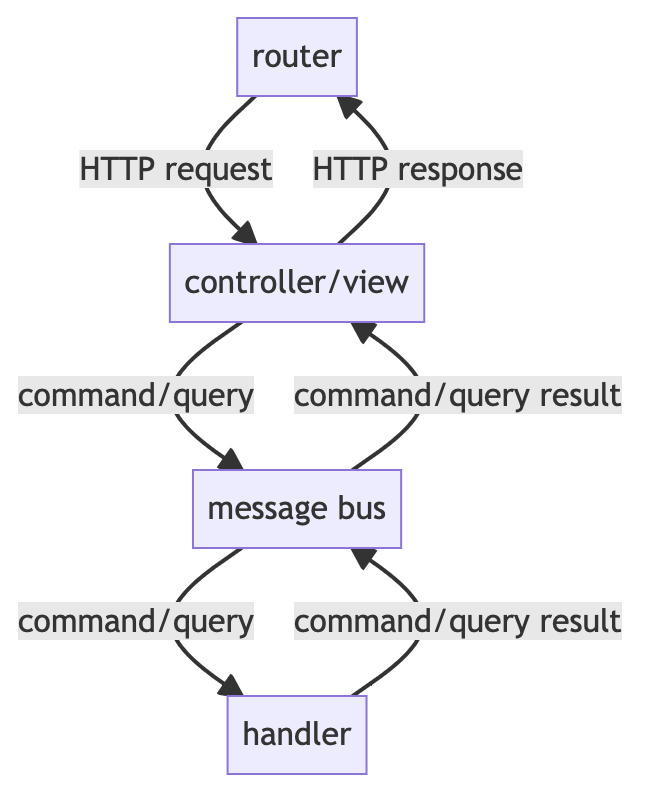 router
HTTP request
HTTP response
controller/view
command/query
command/query result
message bus
command/query
command/query result
handler